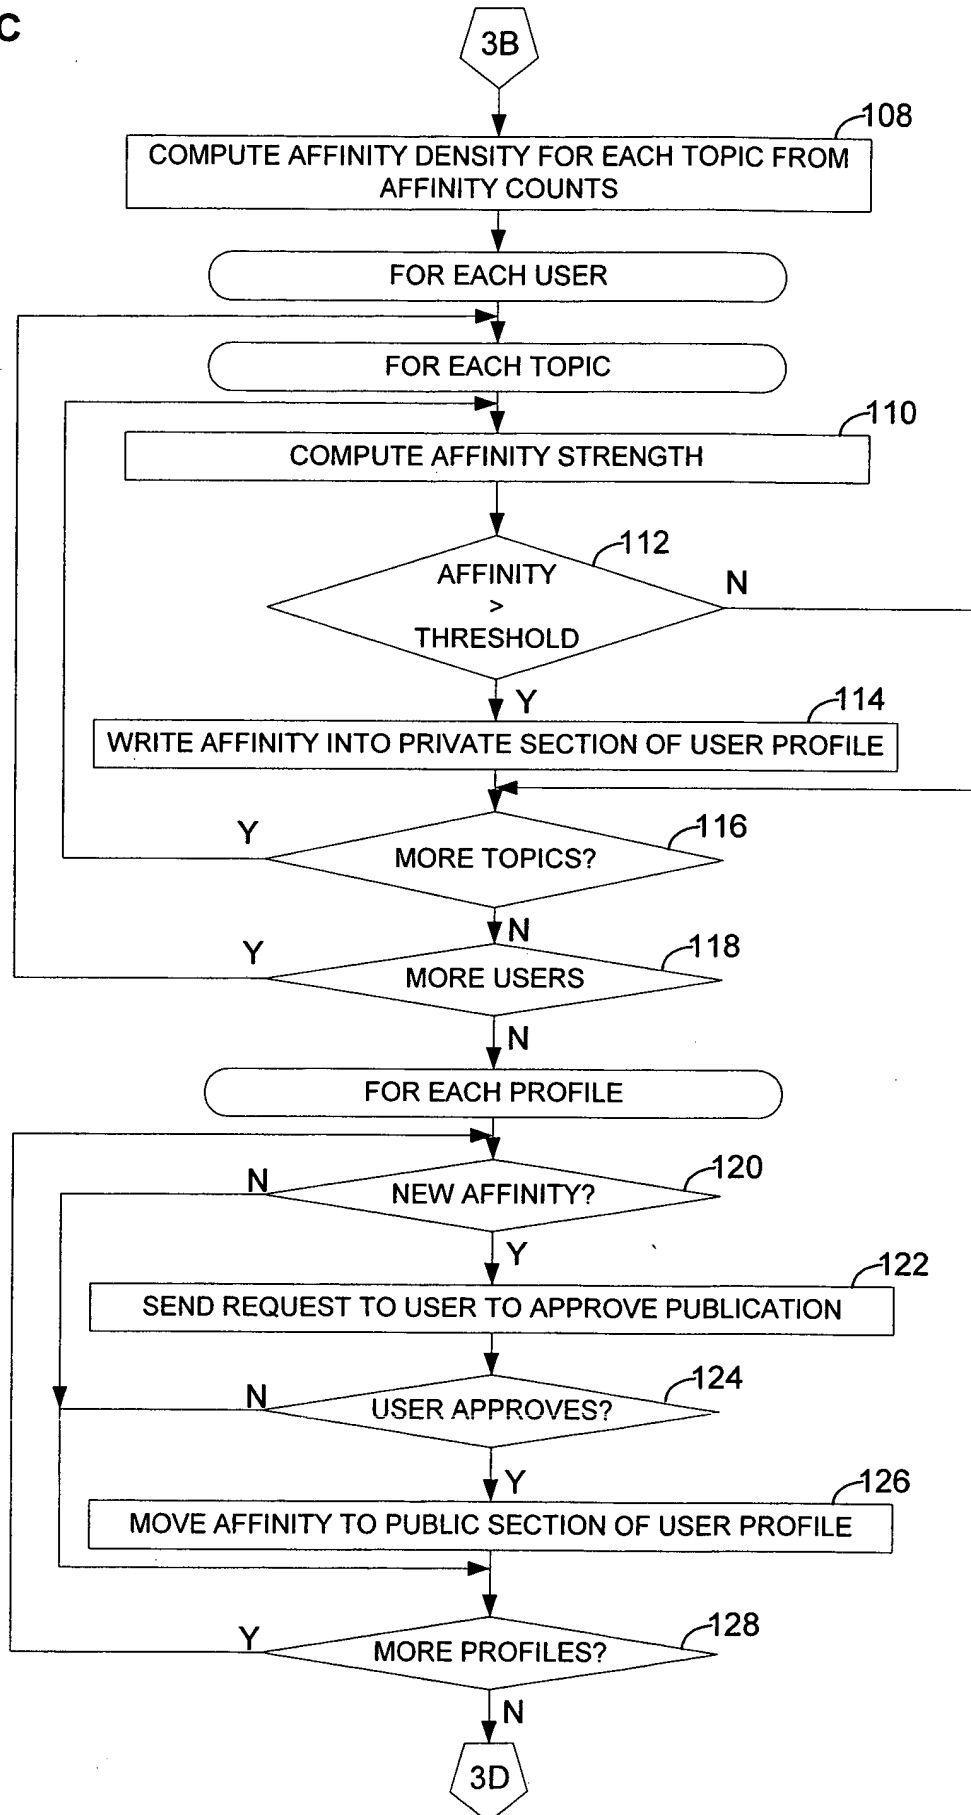 C
3B
108
COMPUTE AFFINITY DENSITY FOR EACH TOPIC FROM
AFFINITY COUNTS
FOR EACH USER
FOR EACH TOPIC
110
COMPUTE AFFINITY STRENGTH
112
AFFINITY
>
THRESHOLD
N
Y
114
WRITE AFFINITY INTO PRIVATE SECTION OF USER PROFILE
Y
116
MORE TOPICS?
N
Y
118
MORE USERS
N
FOR EACH PROFILE
N
120
NEW AFFINITY?
Y
122
SEND REQUEST TO USER TO APPROVE PUBLICATION
N
124
USER APPROVES?
Y
126
MOVE AFFINITY TO PUBLIC SECTION OF USER PROFILE
Y
128
MORE PROFILES?
N
3D